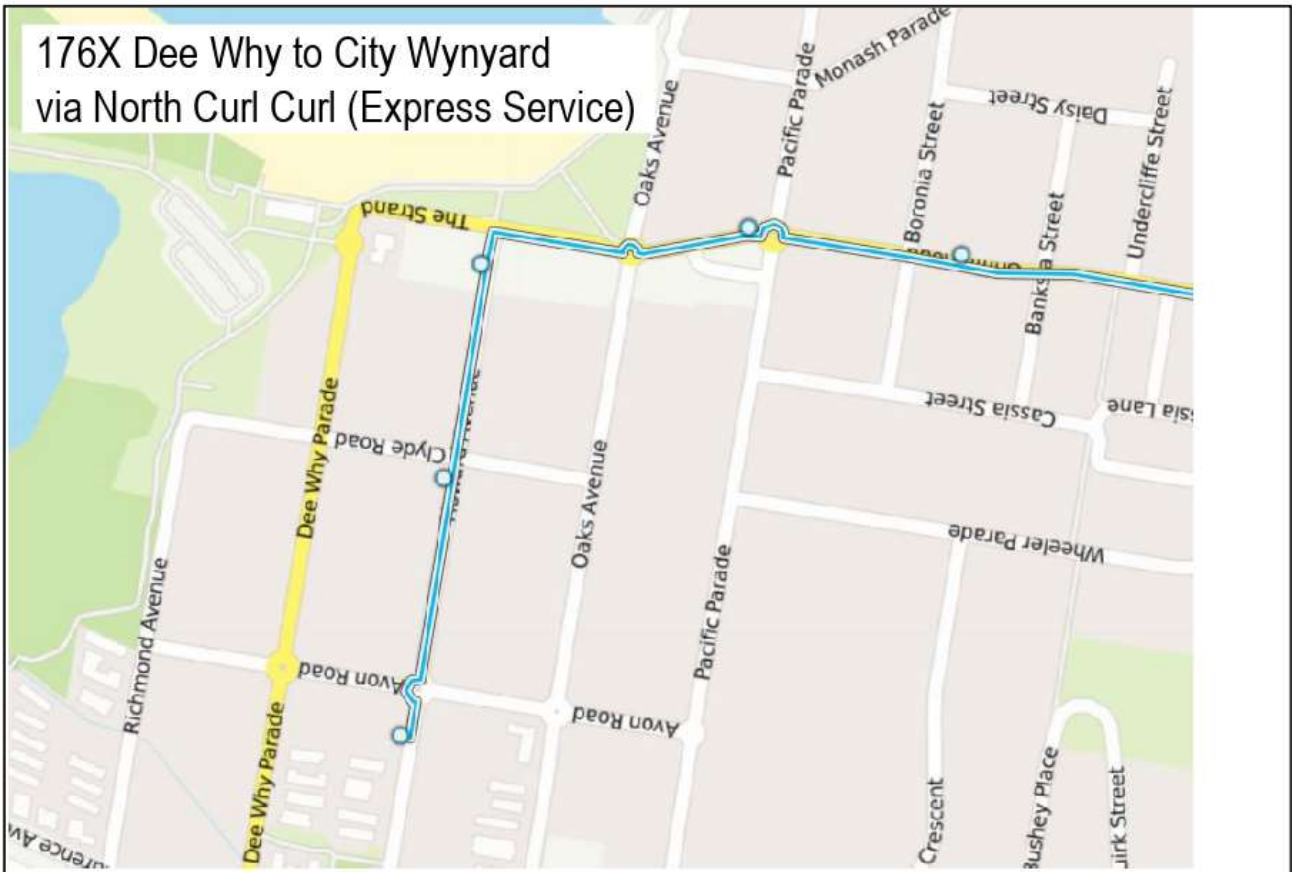 176X Dee Why to City Wynyard
via North Curl Curl (Express Service)
Monash Parade
Pacific Parade
Oaks Avenue
Daisy Street
Boronia Street
Undercliffe Street
Banksia Street
The Strand
Cassia Street
Lane
Dee Why Parade
Clyde Road
Avenue
Oaks Avenue
Wheeler Parade
Richmond Avenue
Pacific Parade
Avon Road
Avon Road
Dee Why Parade
Crescent
Bushey Place
Street